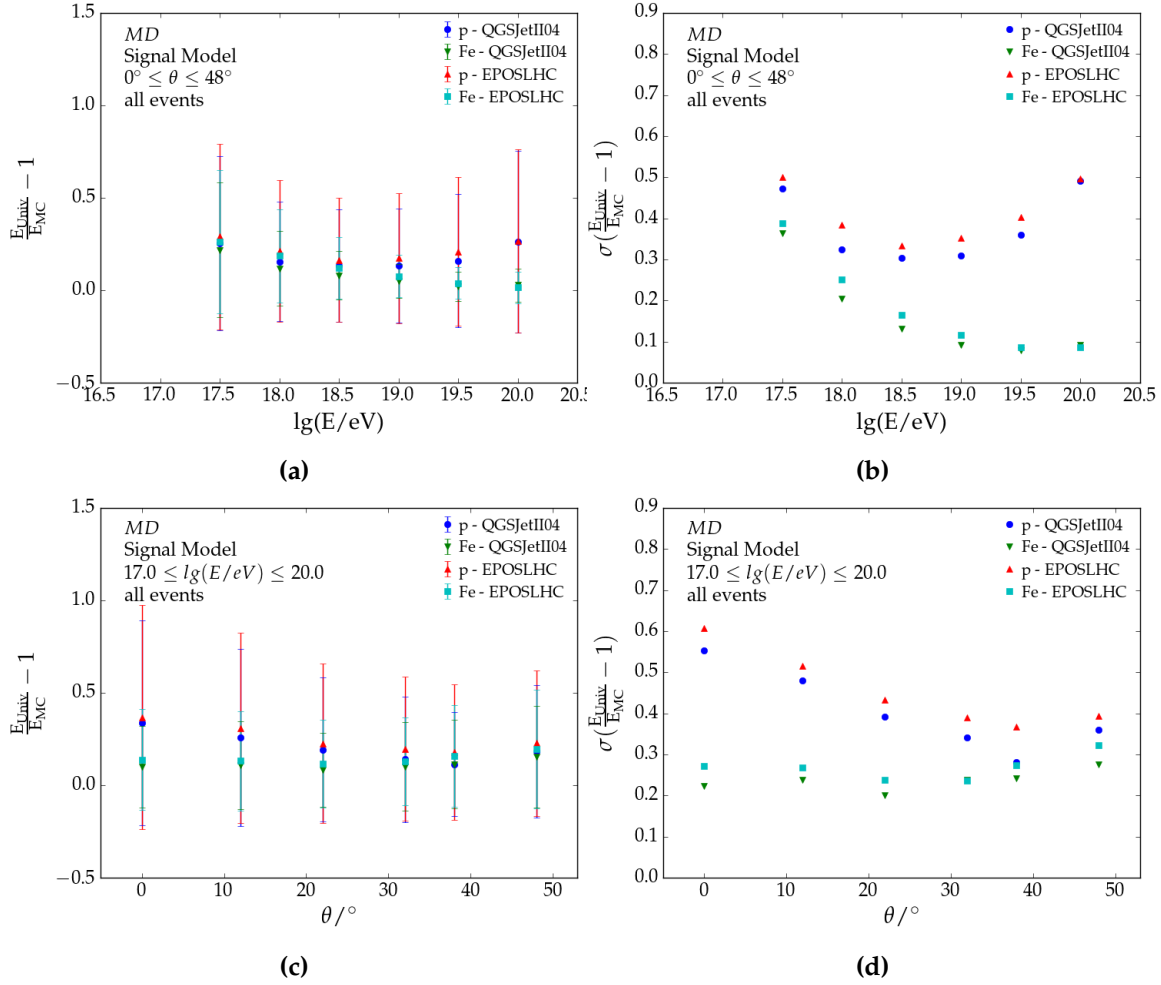 MD
Signal Model
0° ≤ θ ≤ 48°
all events
p - QGSJetII04
Fe - QGSJetII04
p - EPOSLHC
Fe - EPOSLHC
1.5
1.0
0.5
0.0
−0.5
E_Univ/E_MC − 1
16.5 17.0 17.5 18.0 18.5 19.0 19.5 20.0 20.5
lg(E/eV)
(a)
MD
Signal Model
0° ≤ θ ≤ 48°
all events
p - QGSJetII04
Fe - QGSJetII04
p - EPOSLHC
Fe - EPOSLHC
0.9
0.8
0.7
0.6
0.5
0.4
0.3
0.2
0.1
0.0
σ(E_Univ/E_MC − 1)
16.5 17.0 17.5 18.0 18.5 19.0 19.5 20.0 20.5
lg(E/eV)
(b)
MD
Signal Model
17.0 ≤ lg(E/eV) ≤ 20.0
all events
p - QGSJetII04
Fe - QGSJetII04
p - EPOSLHC
Fe - EPOSLHC
1.5
1.0
0.5
0.0
−0.5
E_Univ/E_MC − 1
0 10 20 30 40 50
θ/°
(c)
MD
Signal Model
17.0 ≤ lg(E/eV) ≤ 20.0
all events
p - QGSJetII04
Fe - QGSJetII04
p - EPOSLHC
Fe - EPOSLHC
0.9
0.8
0.7
0.6
0.5
0.4
0.3
0.2
0.1
0.0
σ(E_Univ/E_MC − 1)
0 10 20 30 40 50
θ/°
(d)